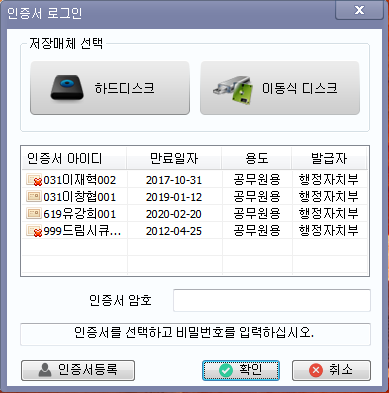 인증서 로그인
저장매체 선택
하드디스크 이동식 디스크
인증서 아이디 만료일자 용도 발급자
031이재혁002 2017-10-31 공무원용 행정자치부
031이창협001 2019-01-12 공무원용 행정자치부
619유강희001 2020-02-20 공무원용 행정자치부
999드림시큐... 2012-04-25 공무원용 행정자치부
인증서 암호
인증서를 선택하고 비밀번호를 입력하십시오.
인증서등록 확인 취소